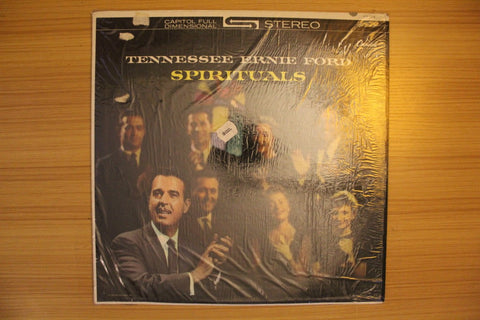 CAPITOL FULL DIMENSIONAL STEREO
TENNESSEE ERNIE FORD
SPIRITUALS